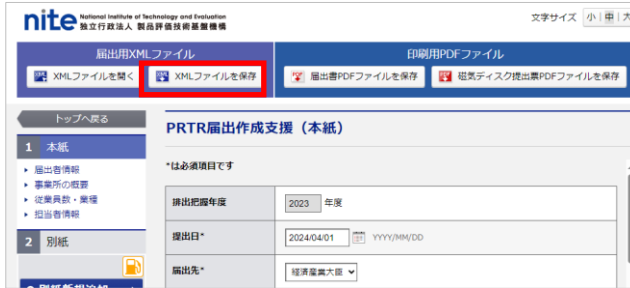 nite National Institute of Technology and Evaluation
独立行政法人 製品評価技術基盤機構
文字サイズ 小 中 大
届出用XMLファイル
XMLファイルを開く XMLファイルを保存
印刷用PDFファイル
届出書PDFファイルを保存 磁気ディスク提出票PDFファイルを保存
トップへ戻る
1 本紙
届出者情報
事業所の概要
従業員数・業種
担当者情報
2 別紙
PRTR届出作成支援（本紙）
*は必須項目です
排出把握年度 2023 年度
提出日* 2024/04/01 YYYY/MM/DD
届出先* 経済産業大臣